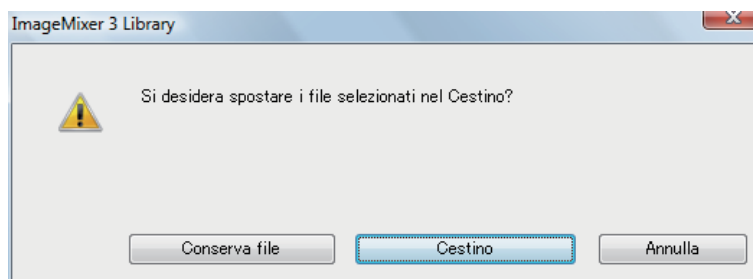 ImageMixer 3 Library
Si desidera spostare i file selezionati nel Cestino?
Conserva file
Cestino
Annulla